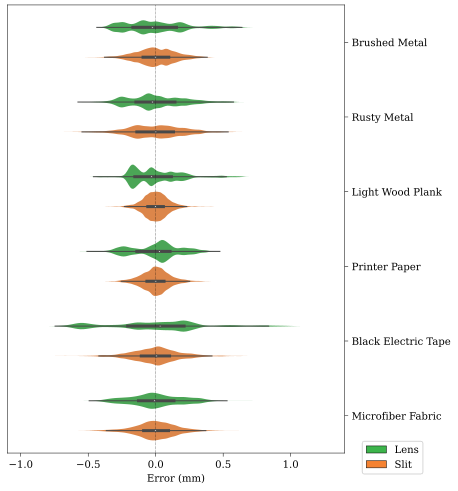 Brushed Metal
Rusty Metal
Light Wood Plank
Printer Paper
Black Electric Tape
Microfiber Fabric
−1.0 −0.5 0.0 0.5 1.0
Error (mm)
Lens
Slit